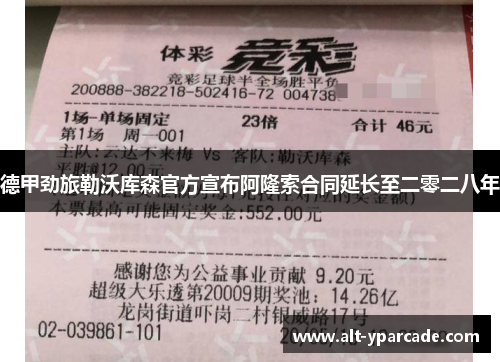 体彩 竞彩
竞彩足球半全场胜平负
200888-382218-502416-72 004738
1场-单场固定 23倍 合计 46元
第1场 周一001
主队:云达不来梅 Vs 客队:勒沃库森
德甲劲旅勒沃库森官方宣布阿隆索合同延长至二零二八年
本票最高可能固定奖金:552.00元
感谢您为公益事业贡献 9.20元
超级大乐透第20009期奖池: 14.26亿
龙岗街道吓岗二村银威路17号
02-039861-101
www.alt-yparcade.com